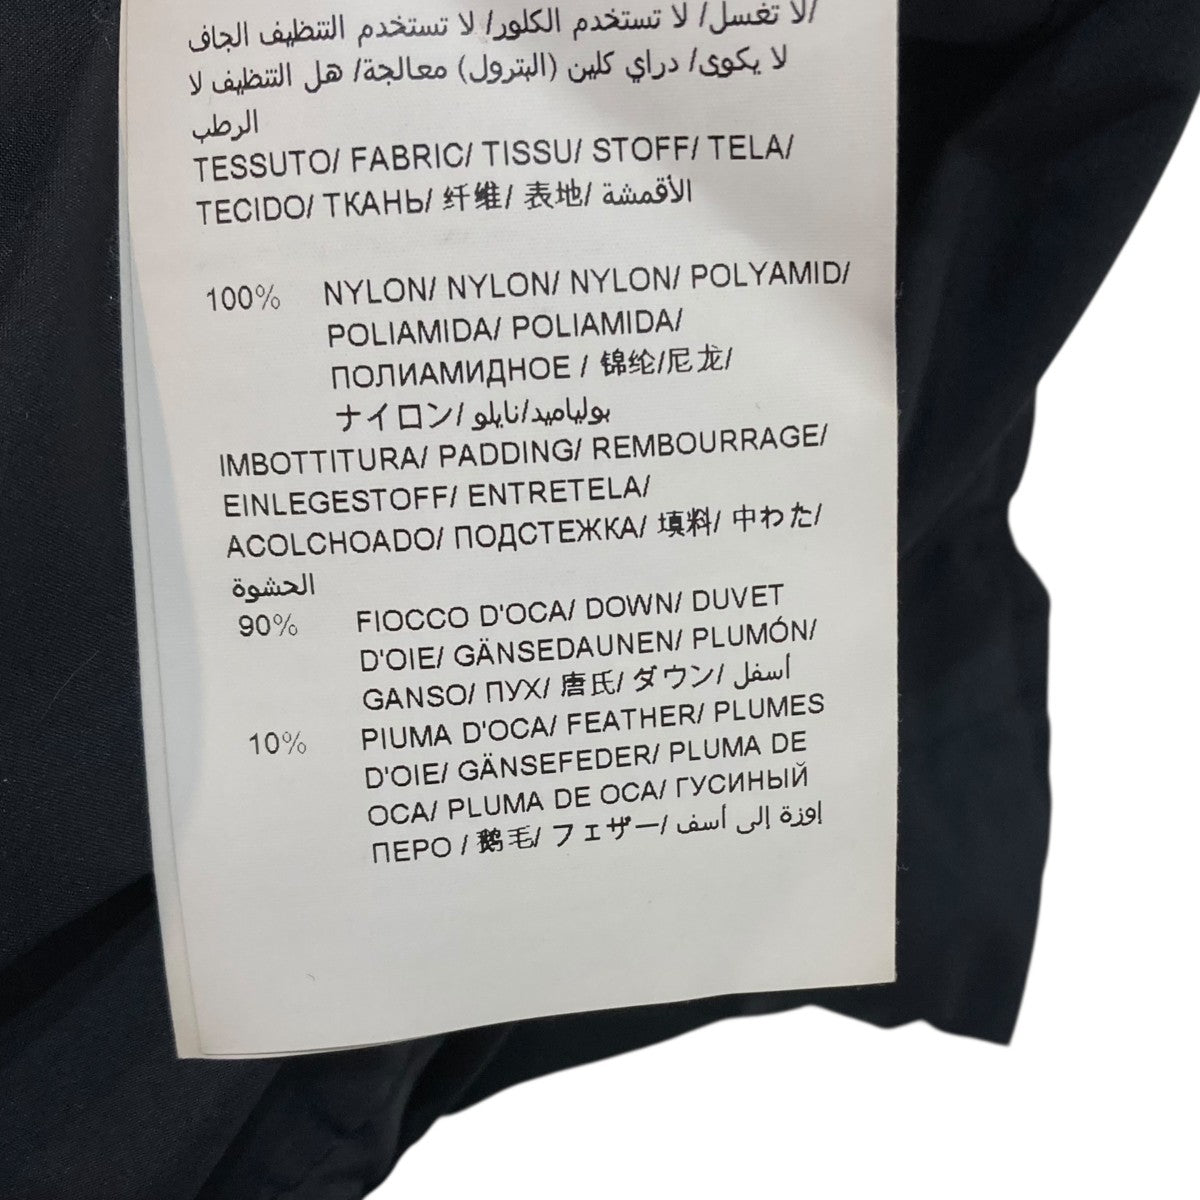 /لا تغسل/ لا تستخدم الكلور/ لا تستخدم التنظيف الجاف
لا يكوى/ دراي كلين (البترول) معالجة/ هل التنظيف لا
الرطب
TESSUTO/ FABRIC/ TISSU/ STOFF/ TELA/
TECIDO/ ТКАНЬ/ 纤维/ 表地/ الأقمشة
100% NYLON/ NYLON/ NYLON/ POLYAMID/
POLIAMIDA/ POLIAMIDA/
ПОЛИАМИДНОЕ / 锦纶/尼龙/
ナイロン/ بولياميد/نايلو
IMBOTTITURA/ PADDING/ REMBOURRAGE/
EINLEGESTOFF/ ENTRETELA/
ACOLCHOADO/ ПОДСТЕЖКА/ 填料/ 中わた/
الحشوة
90% FIOCCO D'OCA/ DOWN/ DUVET
D'OIE/ GÄNSEDAUNEN/ PLUMÓN/
GANSO/ ПУХ/ 唐氏/ ダウン/ أسفل
10% PIUMA D'OCA/ FEATHER/ PLUMES
D'OIE/ GÄNSEFEDER/ PLUMA DE
OCA/ PLUMA DE OCA/ ГУСИНЫЙ
ПЕРО / 鹅毛/ フェザー/ إوزة إلى أسف